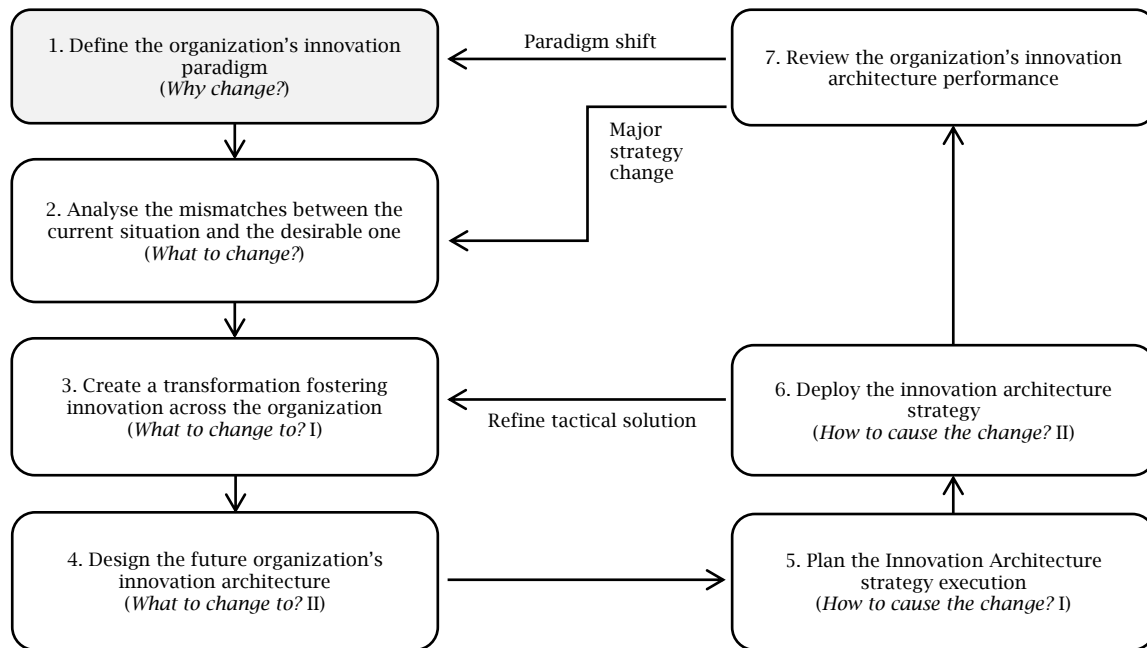 1. Define the organization’s innovation
paradigm
(Why change?)
Paradigm shift
7. Review the organization’s innovation
architecture performance
Major
strategy
change
2. Analyse the mismatches between the
current situation and the desirable one
(What to change?)
3. Create a transformation fostering
innovation across the organization
(What to change to? I)
Refine tactical solution
6. Deploy the innovation architecture
strategy
(How to cause the change? II)
4. Design the future organization’s
innovation architecture
(What to change to? II)
5. Plan the Innovation Architecture
strategy execution
(How to cause the change? I)